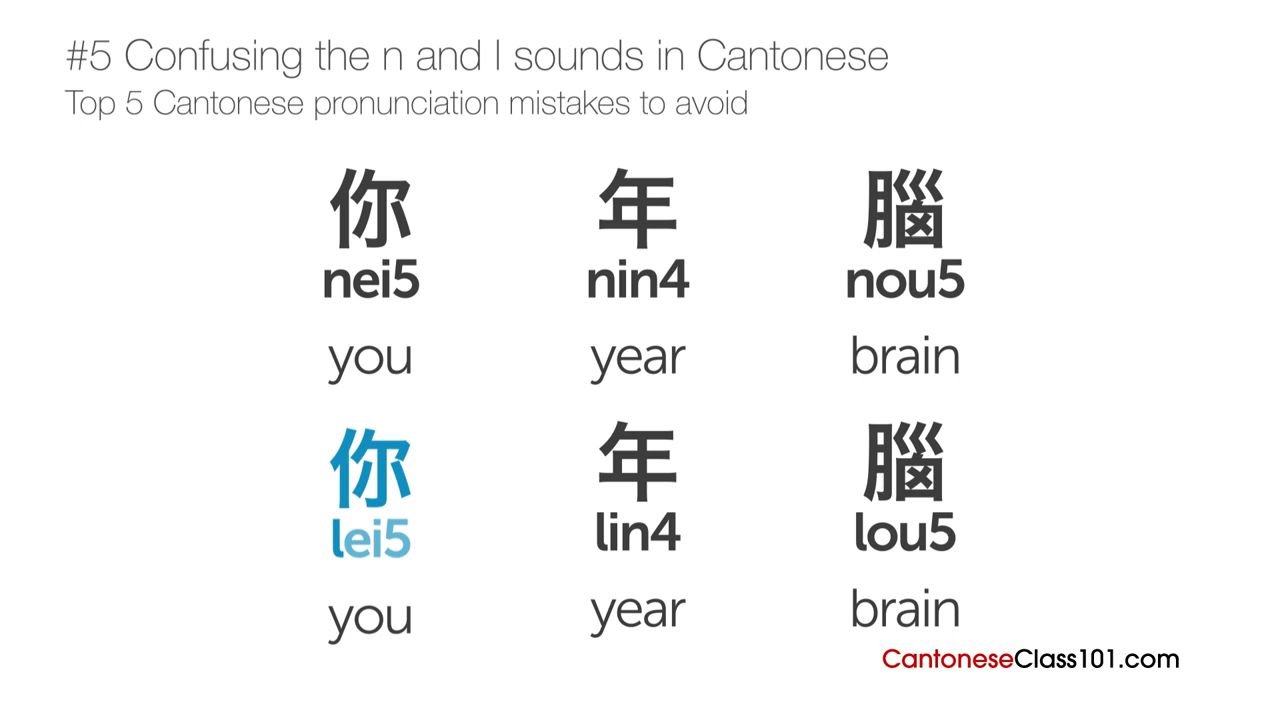 #5 Confusing the n and l sounds in Cantonese
Top 5 Cantonese pronunciation mistakes to avoid
你 年 腦
nei5 nin4 nou5
you year brain
你 年 腦
lei5 lin4 lou5
you year brain
CantoneseClass101.com